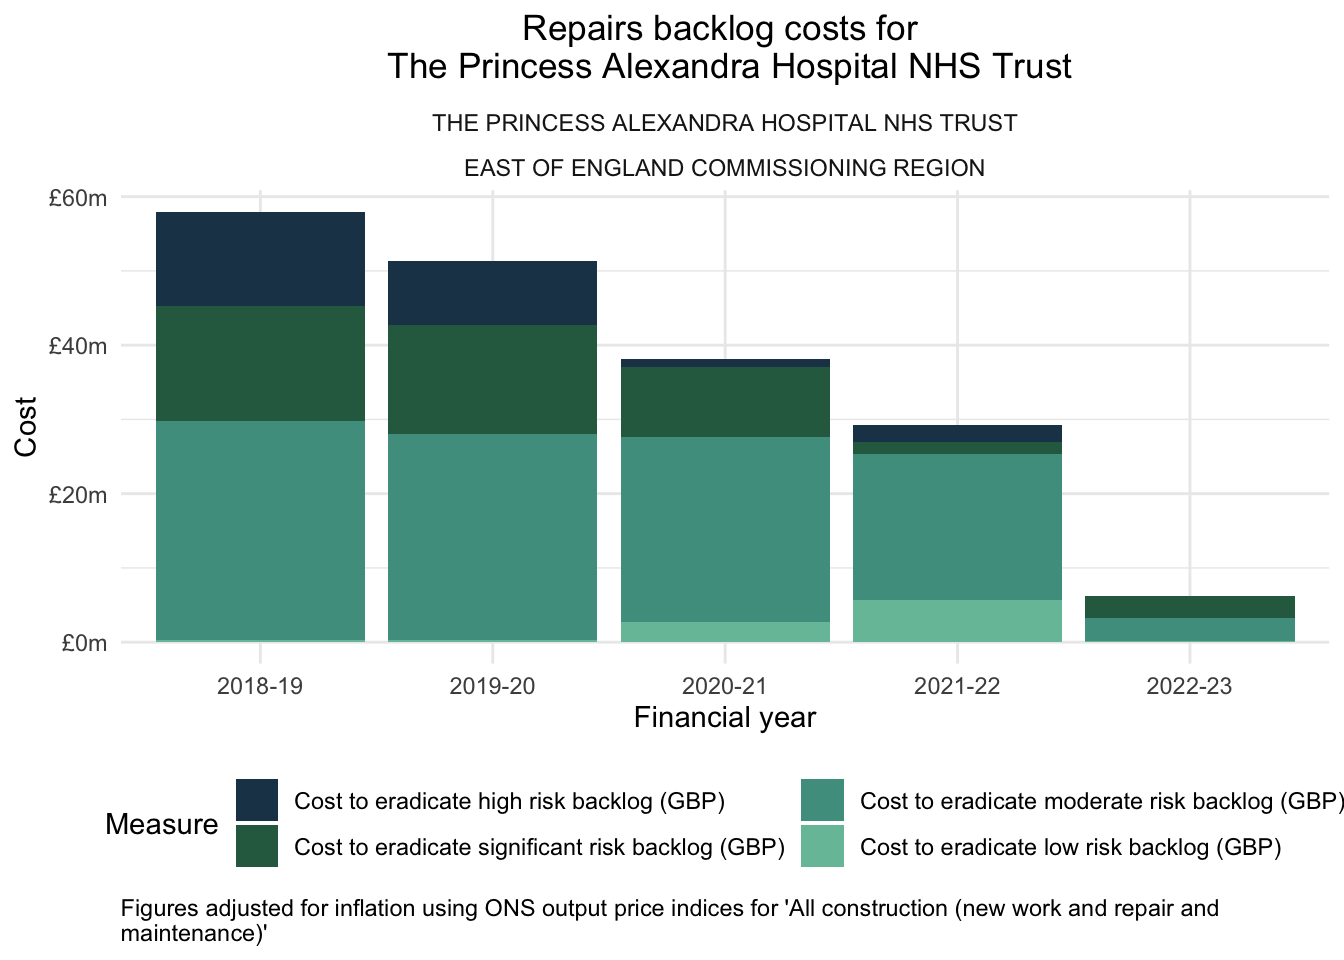 Repairs backlog costs for
The Princess Alexandra Hospital NHS Trust
THE PRINCESS ALEXANDRA HOSPITAL NHS TRUST
EAST OF ENGLAND COMMISSIONING REGION
£60m
£40m
£20m
£0m
Cost
2018-19 2019-20 2020-21 2021-22 2022-23
Financial year
Measure
Cost to eradicate high risk backlog (GBP)
Cost to eradicate significant risk backlog (GBP)
Cost to eradicate moderate risk backlog (GBP)
Cost to eradicate low risk backlog (GBP)
Figures adjusted for inflation using ONS output price indices for 'All construction (new work and repair and
maintenance)'